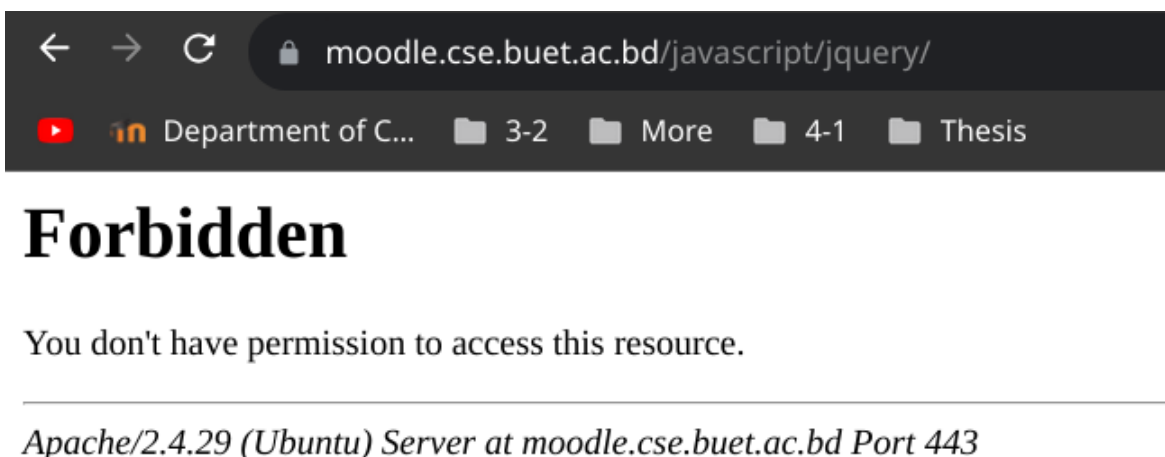 moodle.cse.buet.ac.bd/javascript/jquery/
Department of C... 3-2 More 4-1 Thesis
Forbidden
You don't have permission to access this resource.
Apache/2.4.29 (Ubuntu) Server at moodle.cse.buet.ac.bd Port 443